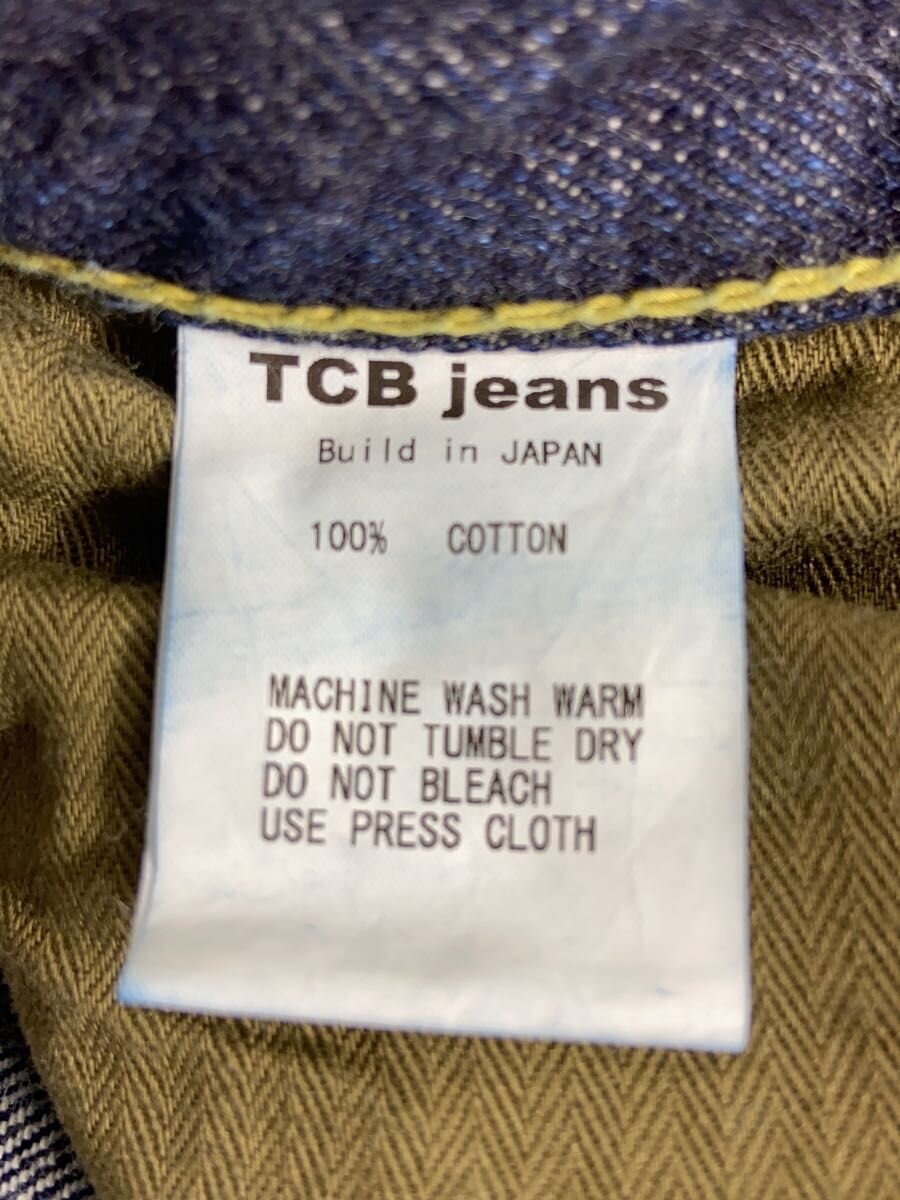 TCB jeans
Build in JAPAN
100% COTTON
MACHINE WASH WARM
DO NOT TUMBLE DRY
DO NOT BLEACH
USE PRESS CLOTH